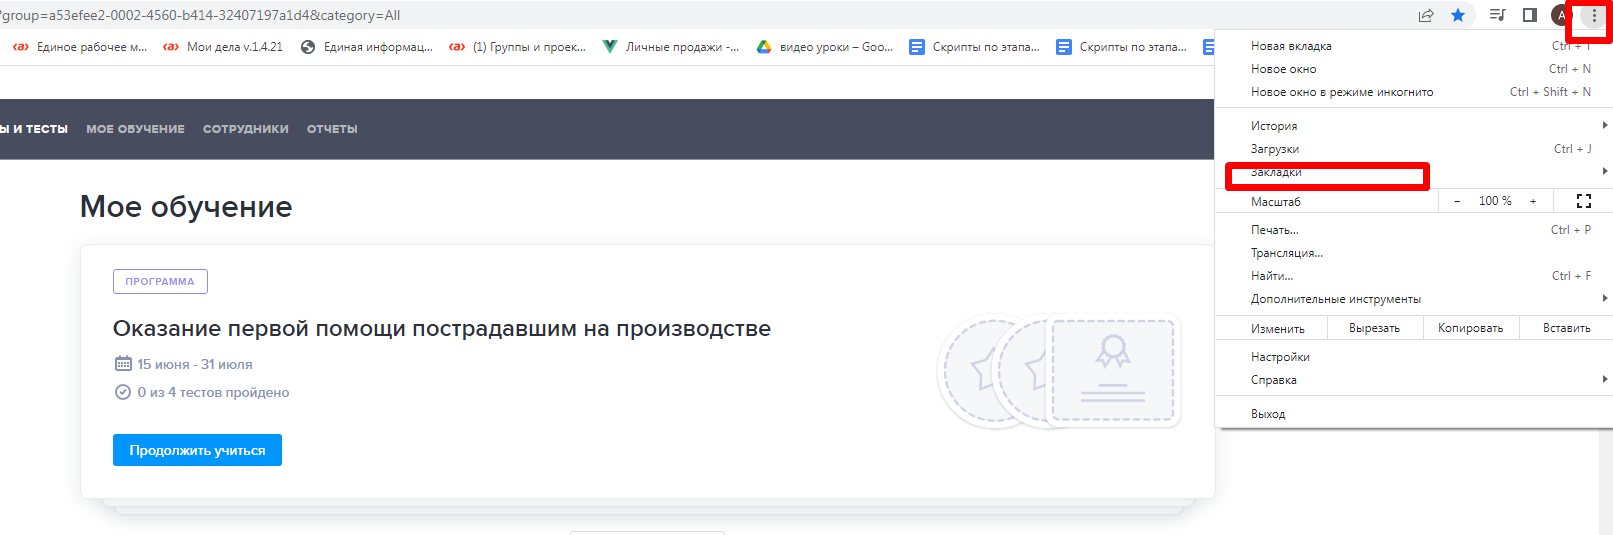 ?group=a53efee2-0002-4560-b414-32407197a1d4&category=All
A
Единое рабочее м...
Мои дела v.1.4.21
Единая информац...
(1) Группы и проек...
Личные продажи -...
видео уроки – Goo...
Скрипты по этапа...
Скрипты по этапа...
Ы И ТЕСТЫ
МОЕ ОБУЧЕНИЕ
СОТРУДНИКИ
ОТЧЕТЫ
Мое обучение
ПРОГРАММА
Оказание первой помощи пострадавшим на производстве
15 июня - 31 июля
0 из 4 тестов пройдено
Продолжить учиться
Новая вкладка Ctrl + T
Новое окно Ctrl + N
Новое окно в режиме инкогнито Ctrl + Shift + N
История
Загрузки Ctrl + J
Закладки
Масштаб − 100 % +
Печать... Ctrl + P
Трансляция...
Найти... Ctrl + F
Дополнительные инструменты
Изменить Вырезать Копировать Вставить
Настройки
Справка
Выход